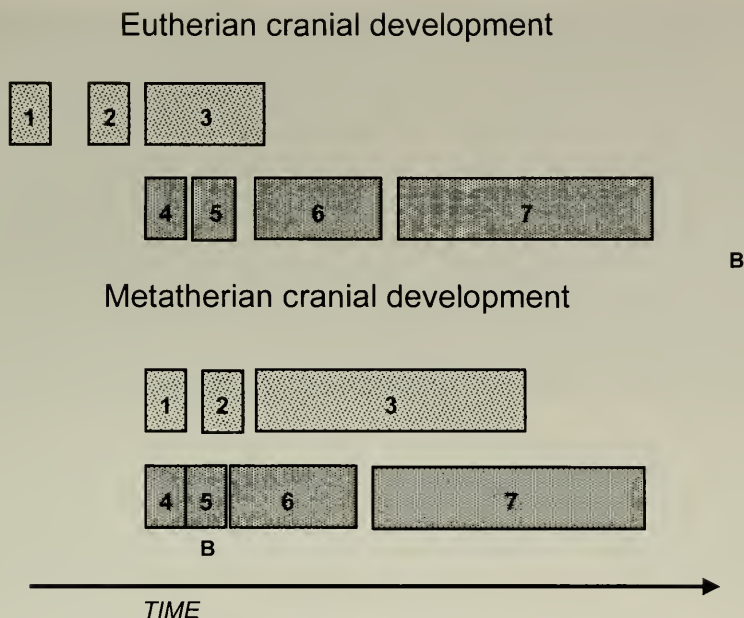 Eutherian cranial development
1 2 3
4 5 6 7
B
Metatherian cranial development
1 2 3
4 5 6 7
B
TIME